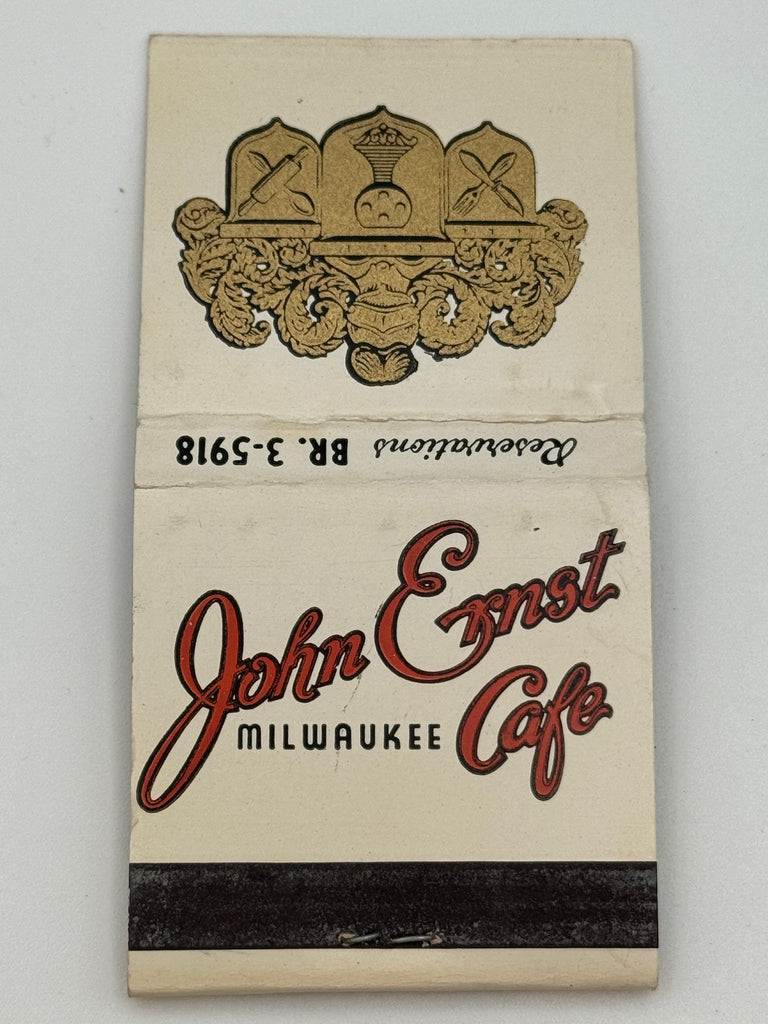 Reservations BR. 3-5918
John Ernst
MILWAUKEE Cafe